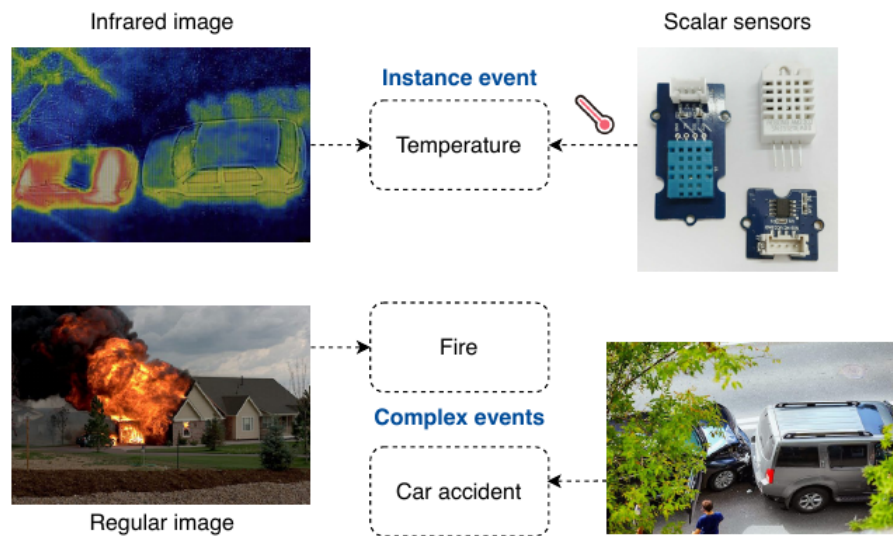 Infrared image
Scalar sensors
Instance event
Temperature
Fire
Complex events
Car accident
Regular image